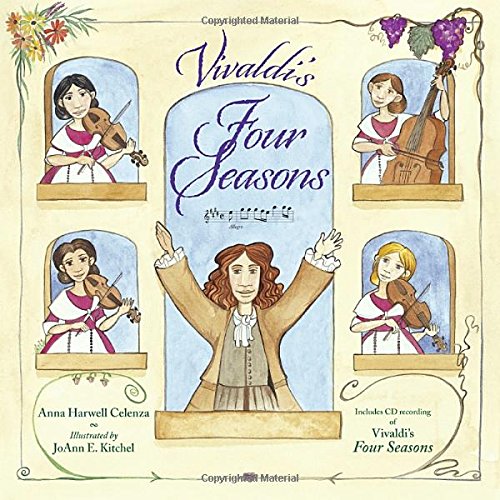 Copyrighted Material
Vivaldi's
Four
Seasons
Allegro
Anna Harwell Celenza
Illustrated by
JoAnn E. Kitchel
Includes CD recording
of
Vivaldi's
Four Seasons
Copyrighted Material